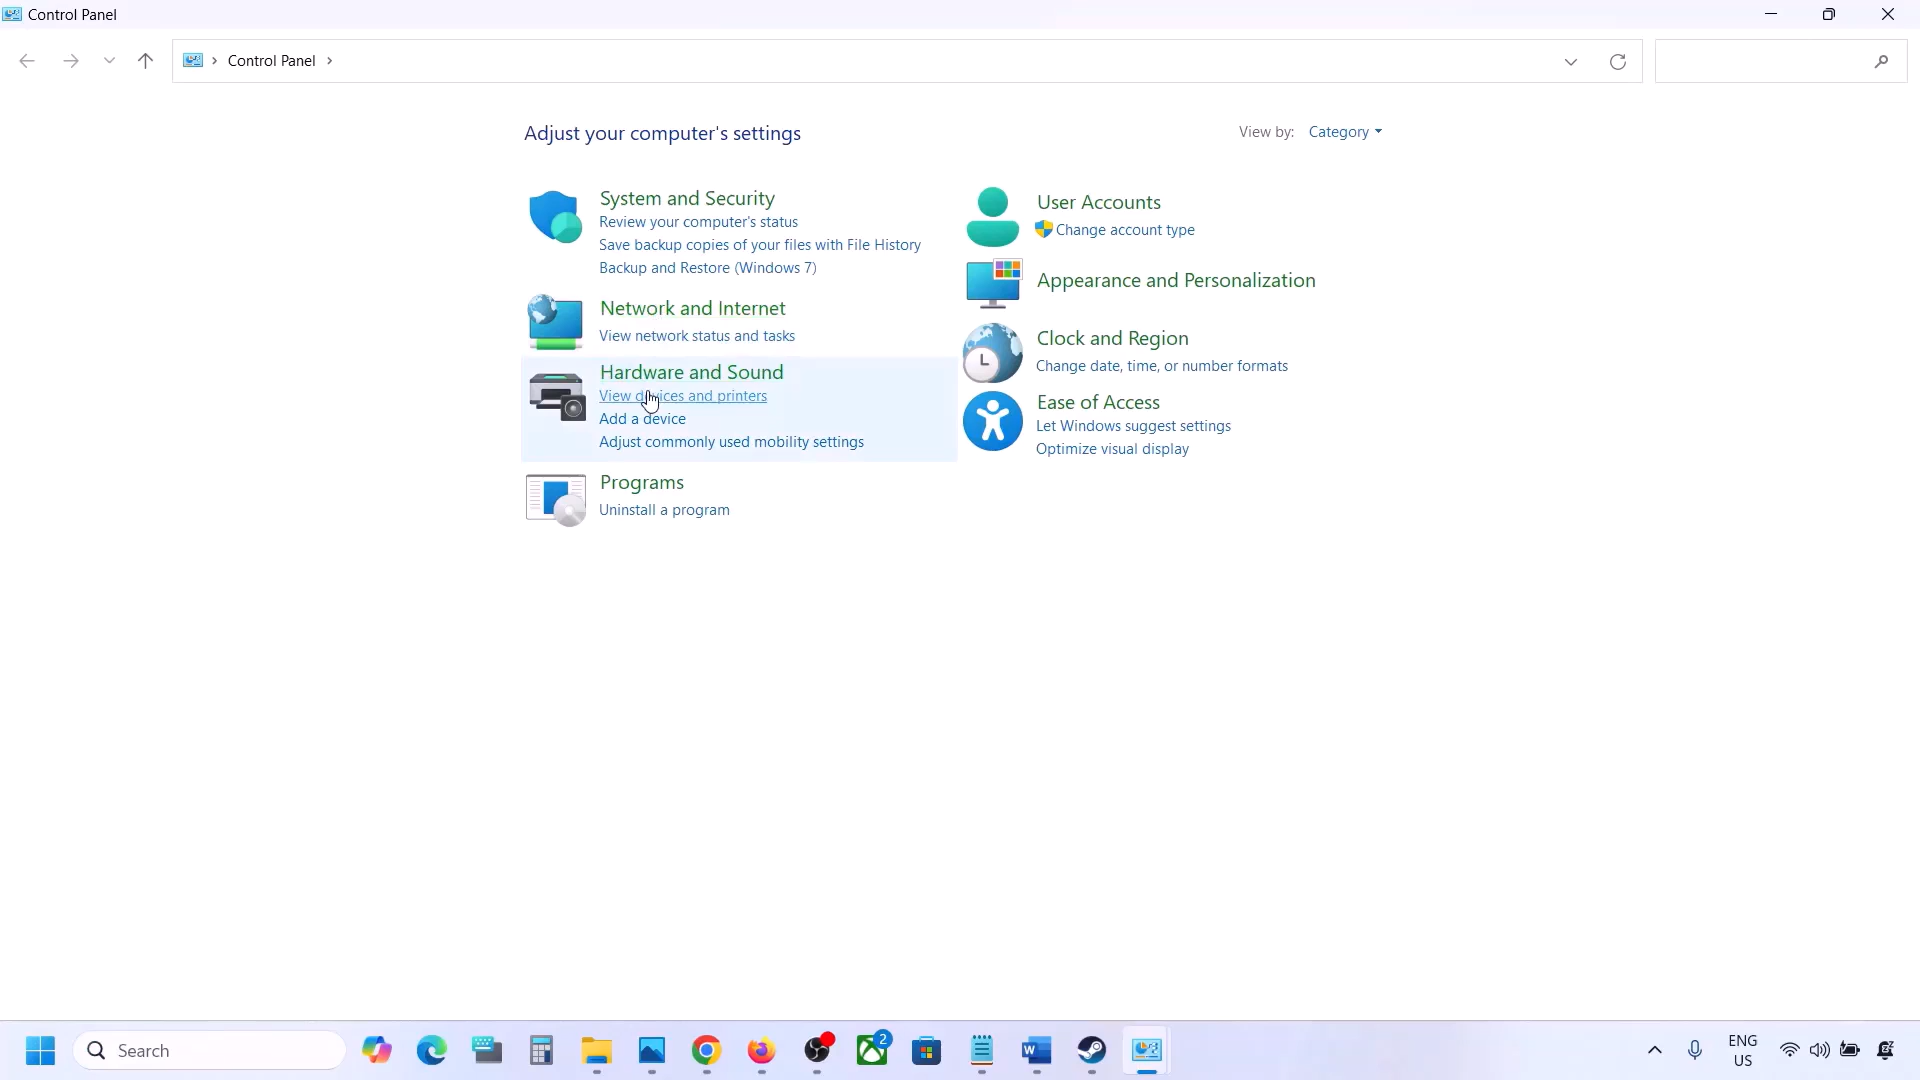 Control Panel
Control Panel
Adjust your computer's settings
View by: Category
System and Security
Review your computer's status
Save backup copies of your files with File History
Backup and Restore (Windows 7)
Network and Internet
View network status and tasks
Hardware and Sound
View devices and printers
Add a device
Adjust commonly used mobility settings
Programs
Uninstall a program
User Accounts
Change account type
Appearance and Personalization
Clock and Region
Change date, time, or number formats
Ease of Access
Let Windows suggest settings
Optimize visual display
Search
2
W
ENG
US